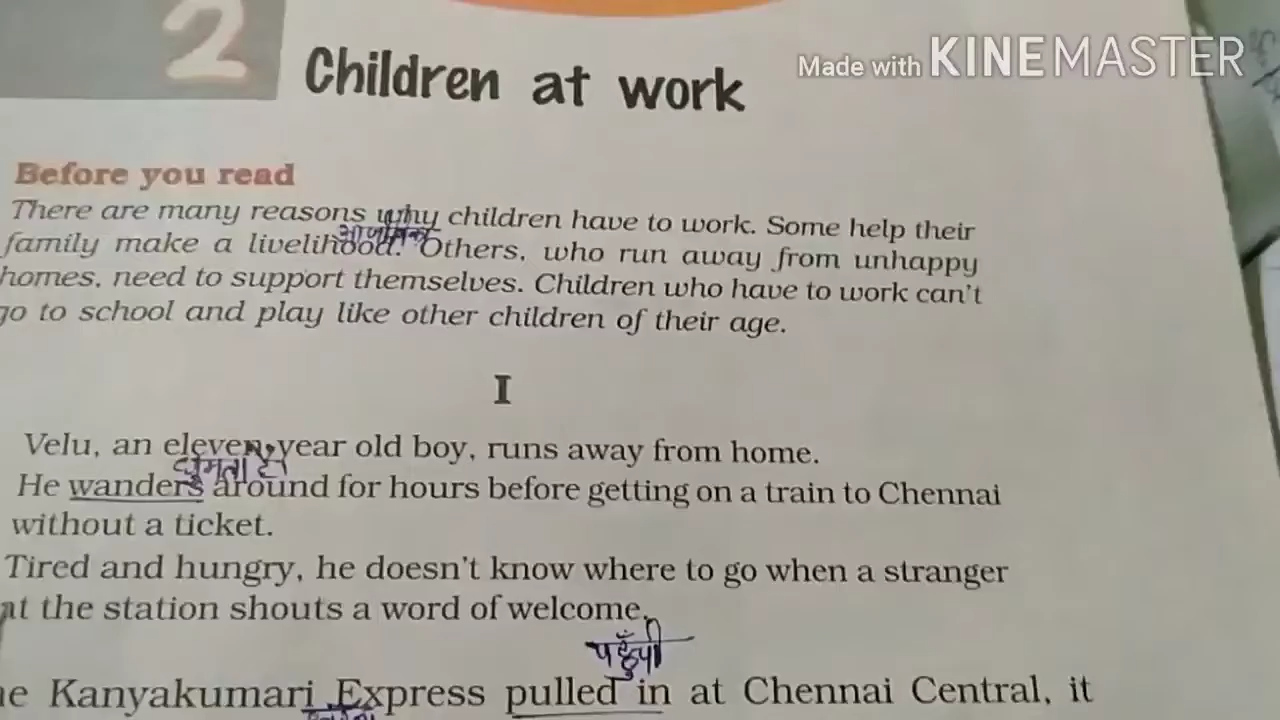 2
Children at work
Made with KINEMASTER
Before you read
There are many reasons why children have to work. Some help their
family make a livelihood. Others, who run away from unhappy
homes, need to support themselves. Children who have to work can't
go to school and play like other children of their age.
I
Velu, an eleven-year old boy, runs away from home.
घुमता है।
He wanders around for hours before getting on a train to Chennai
without a ticket.
Tired and hungry, he doesn't know where to go when a stranger
at the station shouts a word of welcome.
पहुँची
Kanyakumari Express pulled in at Chennai Central, it